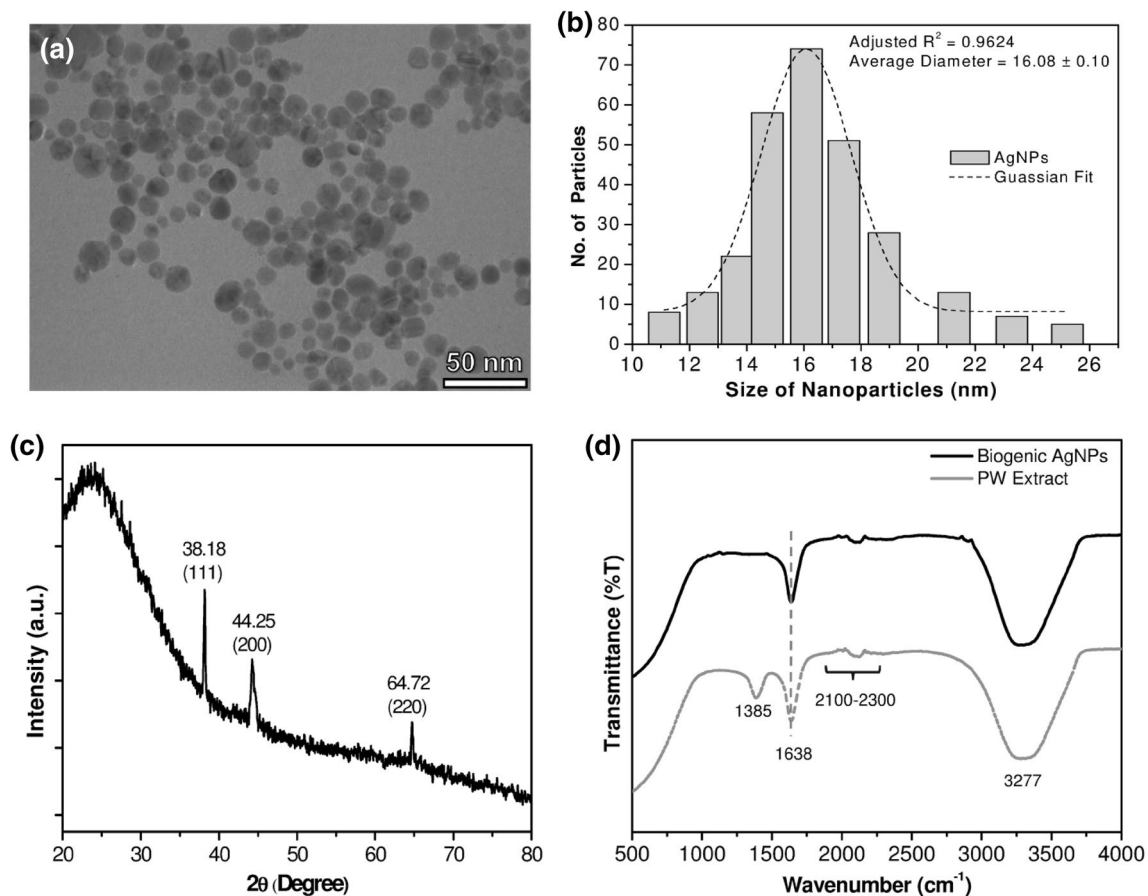 (a)
50 nm
(b)
Adjusted R² = 0.9624
Average Diameter = 16.08 ± 0.10
AgNPs
Guassian Fit
No. of Particles
80
70
60
50
40
30
20
10
0
10 12 14 16 18 20 22 24 26
Size of Nanoparticles (nm)
(c)
38.18
(111)
44.25
(200)
64.72
(220)
Intensity (a.u.)
20 30 40 50 60 70 80
2θ (Degree)
(d)
Biogenic AgNPs
PW Extract
Transmittance (%T)
1385
1638
2100-2300
3277
500 1000 1500 2000 2500 3000 3500 4000
Wavenumber (cm⁻¹)